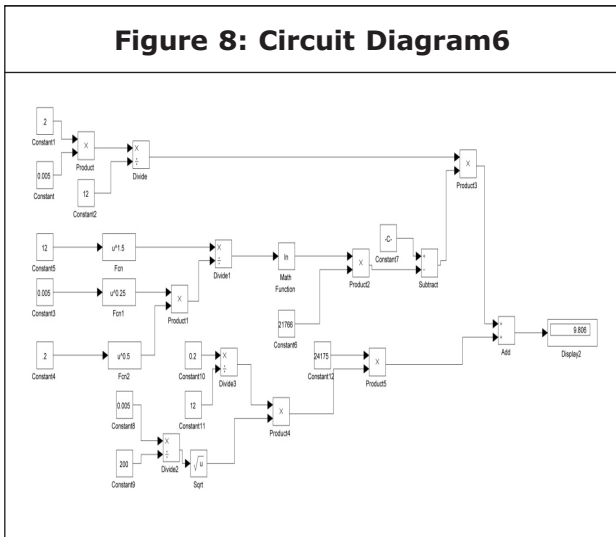 Figure 8: Circuit Diagram6
.2
Constant1
0.005
Constant
X
Product
12
Constant2
X
÷
Divide
X
Product3
12
Constant5
u^1.5
Fcn
X
÷
Divide1
ln
Math
Function
X
Product2
-C-
Constant7
+
-
Subtract
0.005
Constant3
u^0.25
Fcn1
X
Product1
21766
Constant6
.2
Constant4
u^0.5
Fcn2
0.2
Constant10
12
Constant11
X
÷
Divide3
24175
Constant12
X
Product5
+
+
Add
9.806
Display2
0.005
Constant8
200
Constant9
X
÷
Divide2
√u
Sqrt
X
Product4